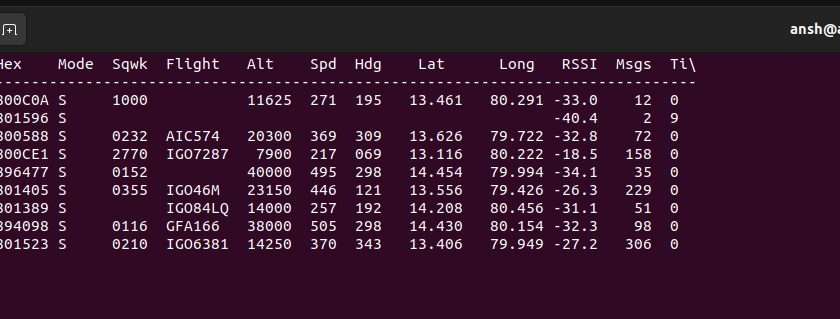 ansh@a
Hex Mode Sqwk Flight Alt Spd Hdg Lat Long RSSI Msgs Ti\
--------------------------------------------------------------------------------
800C0A S 1000 11625 271 195 13.461 80.291 -33.0 12 0
801596 S -40.4 2 9
800588 S 0232 AIC574 20300 369 309 13.626 79.722 -32.8 72 0
800CE1 S 2770 IGO7287 7900 217 069 13.116 80.222 -18.5 158 0
896477 S 0152 40000 495 298 14.454 79.994 -34.1 35 0
801405 S 0355 IGO46M 23150 446 121 13.556 79.426 -26.3 229 0
801389 S IGO84LQ 14000 257 192 14.208 80.456 -31.1 51 0
894098 S 0116 GFA166 38000 505 298 14.430 80.154 -32.3 98 0
801523 S 0210 IGO6381 14250 370 343 13.406 79.949 -27.2 306 0